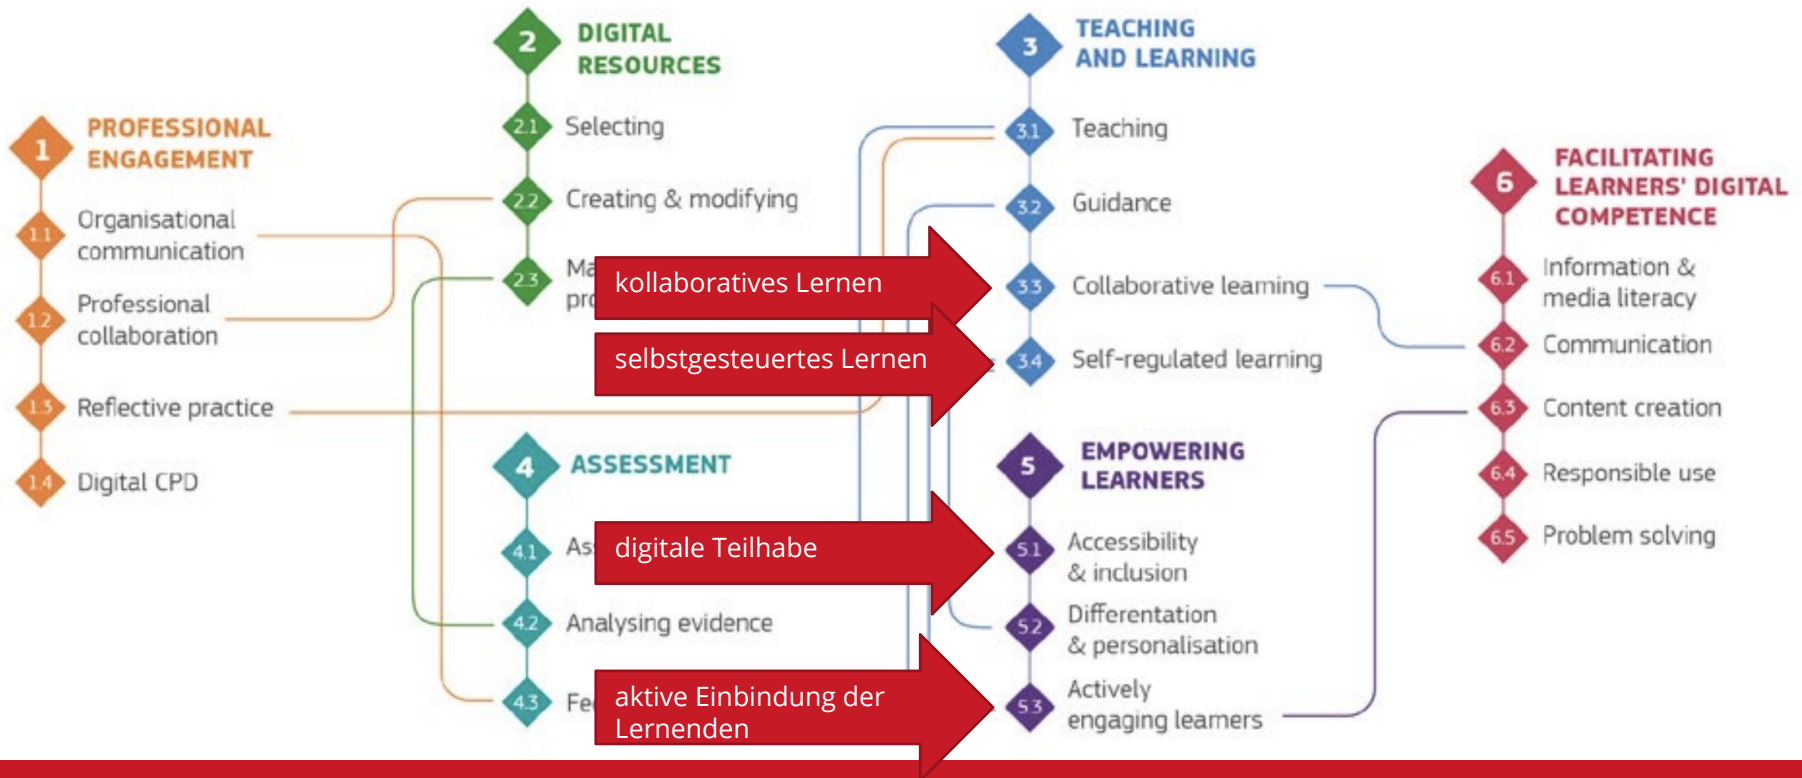 1
PROFESSIONAL
ENGAGEMENT
1.1
Organisational
communication
1.2
Professional
collaboration
1.3
Reflective practice
1.4
Digital CPD
2
DIGITAL
RESOURCES
2.1
Selecting
2.2
Creating & modifying
2.3
3
TEACHING
AND LEARNING
3.1
Teaching
3.2
Guidance
kollaboratives Lernen
3.3
Collaborative learning
selbstgesteuertes Lernen
3.4
Self-regulated learning
4
ASSESSMENT
4.1
4.2
Analysing evidence
4.3
5
EMPOWERING
LEARNERS
digitale Teilhabe
5.1
Accessibility
& inclusion
5.2
Differentation
& personalisation
aktive Einbindung der
Lernenden
5.3
Actively
engaging learners
6
FACILITATING
LEARNERS' DIGITAL
COMPETENCE
6.1
Information &
media literacy
6.2
Communication
6.3
Content creation
6.4
Responsible use
6.5
Problem solving